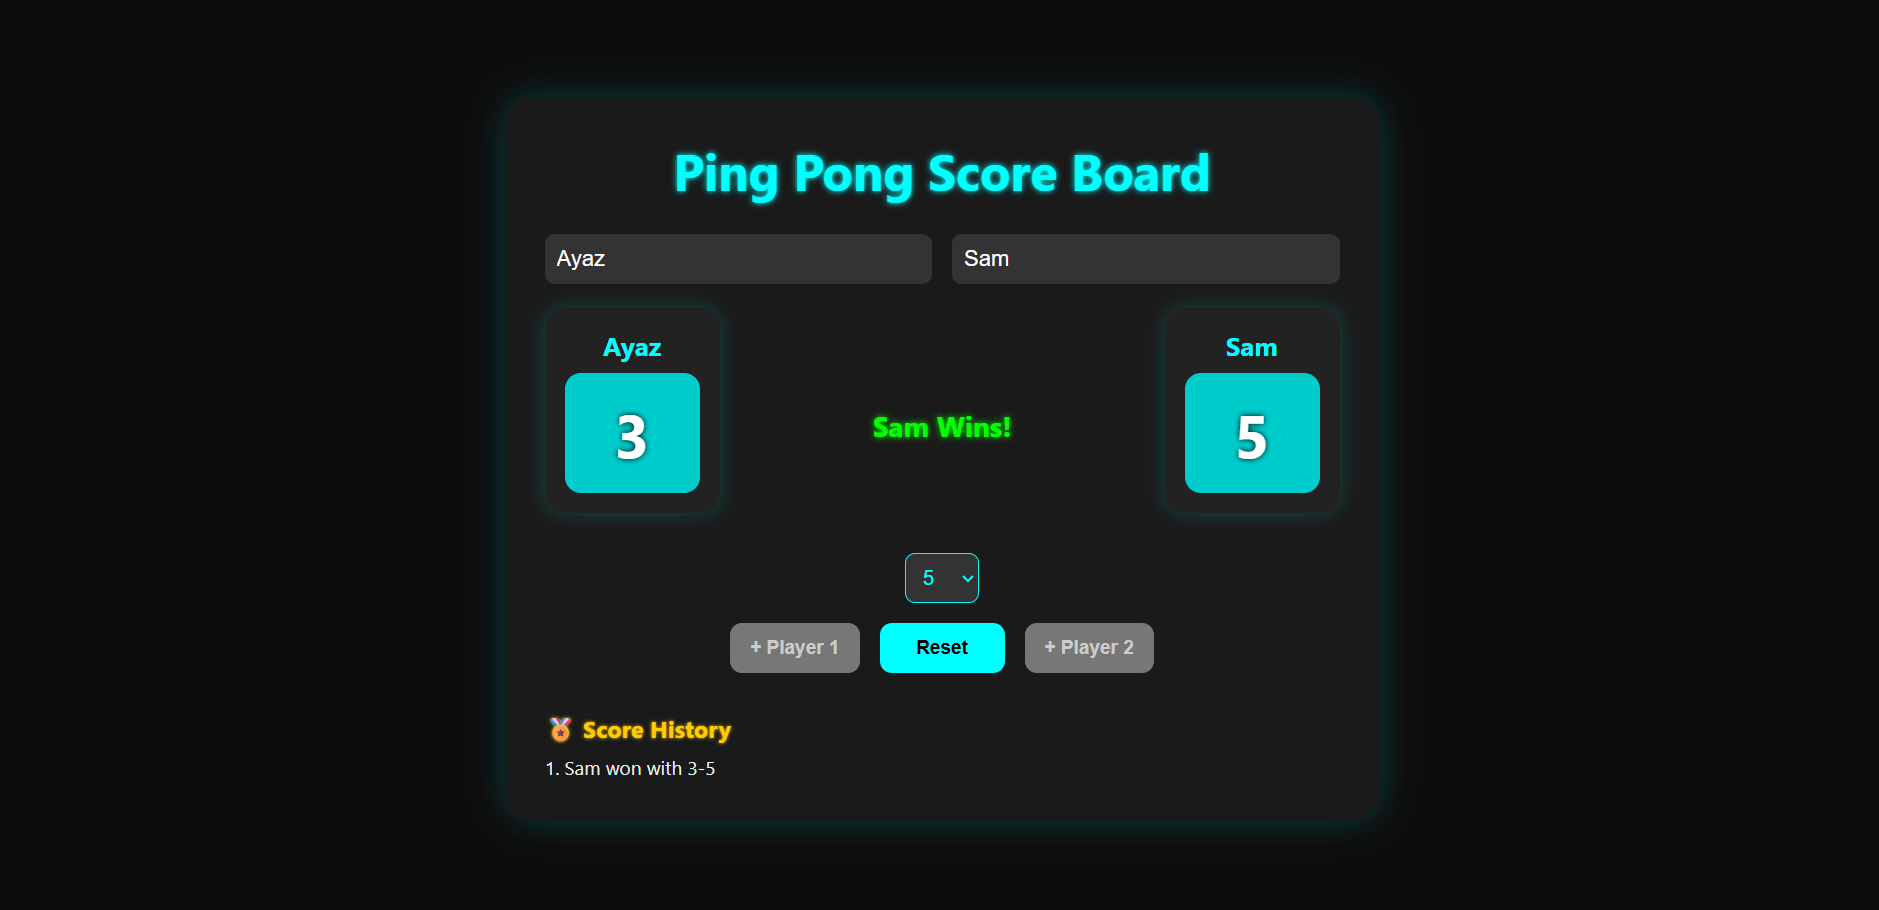 Ping Pong Score Board
Ayaz
Sam
Ayaz
3
Sam Wins!
Sam
5
5
+ Player 1
Reset
+ Player 2
🏅 Score History
1. Sam won with 3-5